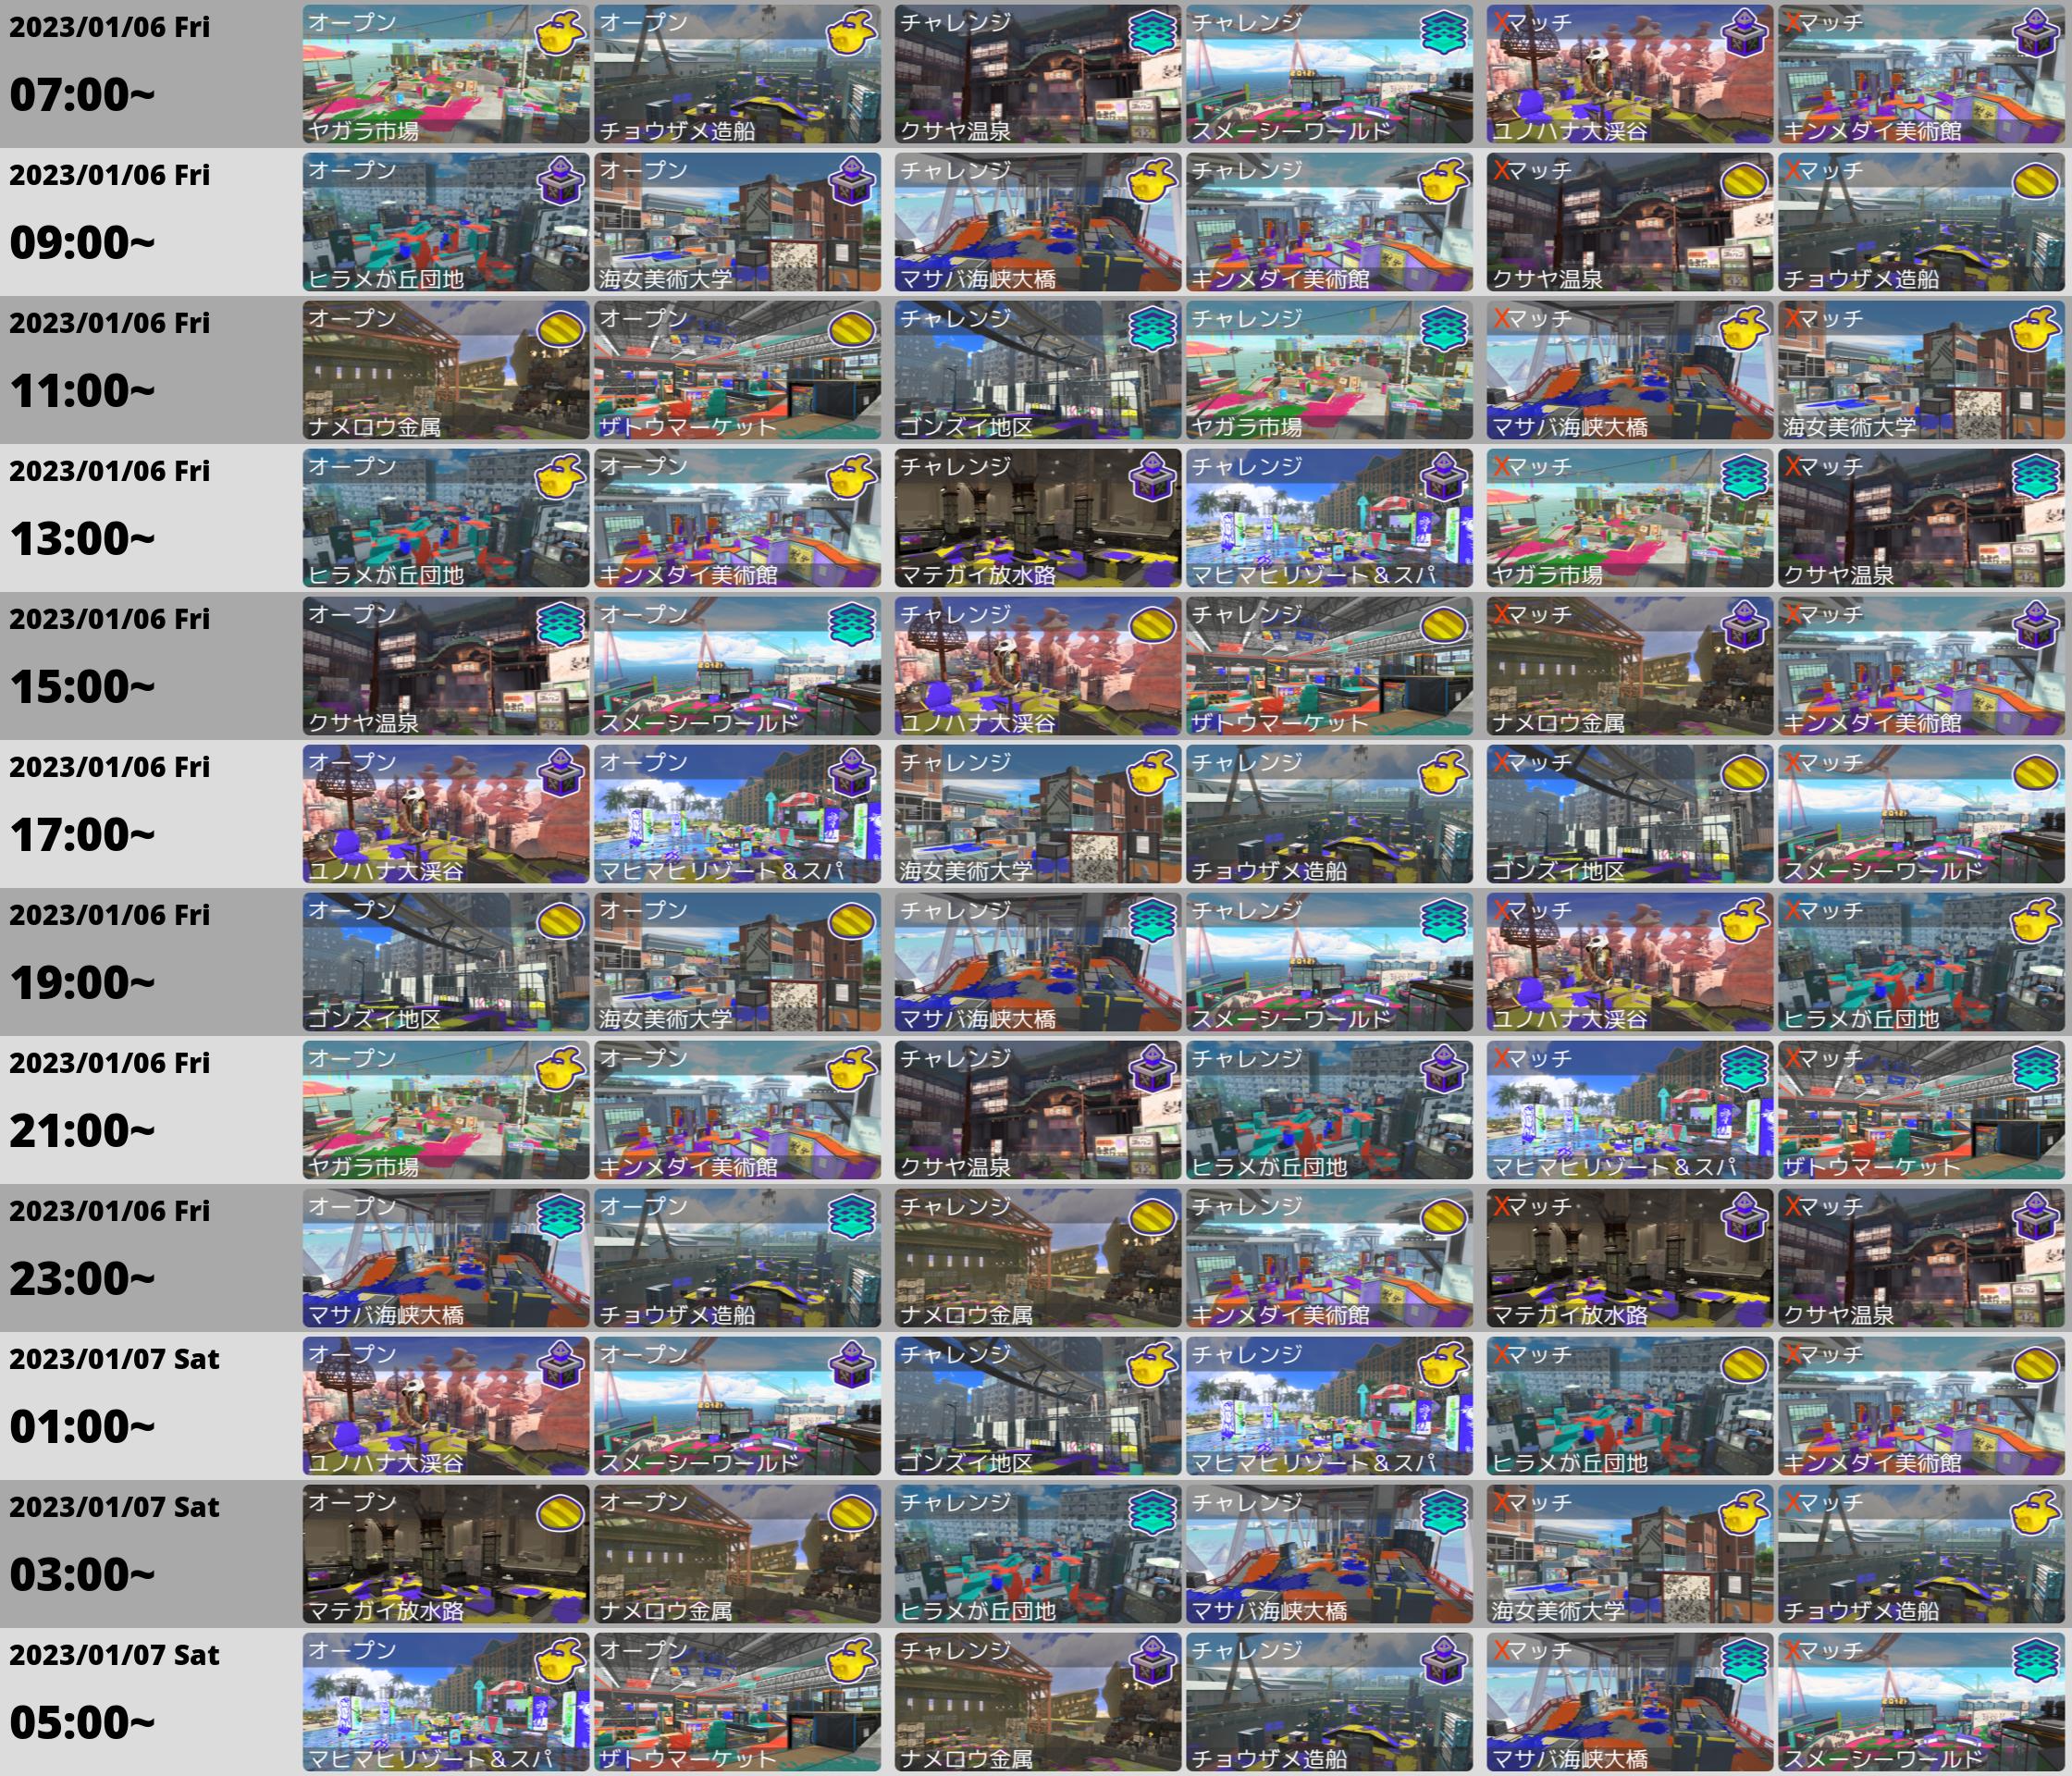 2023/01/06 Fri
07:00~
オープン オープン チャレンジ チャレンジ Xマッチ Xマッチ
ヤガラ市場 チョウザメ造船 クサヤ温泉 スメーシーワールド ユノハナ大渓谷 キンメダイ美術館
2023/01/06 Fri
09:00~
オープン オープン チャレンジ チャレンジ Xマッチ Xマッチ
ヒラメが丘団地 海女美術大学 マサバ海峡大橋 キンメダイ美術館 クサヤ温泉 チョウザメ造船
2023/01/06 Fri
11:00~
オープン オープン チャレンジ チャレンジ Xマッチ Xマッチ
ナメロウ金属 ザトウマーケット ゴンズイ地区 ヤガラ市場 マサバ海峡大橋 海女美術大学
2023/01/06 Fri
13:00~
オープン オープン チャレンジ チャレンジ Xマッチ Xマッチ
ヒラメが丘団地 キンメダイ美術館 マテガイ放水路 マヒマヒリゾート＆スパ ヤガラ市場 クサヤ温泉
2023/01/06 Fri
15:00~
オープン オープン チャレンジ チャレンジ Xマッチ Xマッチ
クサヤ温泉 スメーシーワールド ユノハナ大渓谷 ザトウマーケット ナメロウ金属 キンメダイ美術館
2023/01/06 Fri
17:00~
オープン オープン チャレンジ チャレンジ Xマッチ Xマッチ
ユノハナ大渓谷 マヒマヒリゾート＆スパ 海女美術大学 チョウザメ造船 ゴンズイ地区 スメーシーワールド
2023/01/06 Fri
19:00~
オープン オープン チャレンジ チャレンジ Xマッチ Xマッチ
ゴンズイ地区 海女美術大学 マサバ海峡大橋 スメーシーワールド ユノハナ大渓谷 ヒラメが丘団地
2023/01/06 Fri
21:00~
オープン オープン チャレンジ チャレンジ Xマッチ Xマッチ
ヤガラ市場 キンメダイ美術館 クサヤ温泉 ヒラメが丘団地 マヒマヒリゾート＆スパ ザトウマーケット
2023/01/06 Fri
23:00~
オープン オープン チャレンジ チャレンジ Xマッチ Xマッチ
マサバ海峡大橋 チョウザメ造船 ナメロウ金属 キンメダイ美術館 マテガイ放水路 クサヤ温泉
2023/01/07 Sat
01:00~
オープン オープン チャレンジ チャレンジ Xマッチ Xマッチ
ユノハナ大渓谷 スメーシーワールド ゴンズイ地区 マヒマヒリゾート＆スパ ヒラメが丘団地 キンメダイ美術館
2023/01/07 Sat
03:00~
オープン オープン チャレンジ チャレンジ Xマッチ Xマッチ
マテガイ放水路 ナメロウ金属 ヒラメが丘団地 マサバ海峡大橋 海女美術大学 チョウザメ造船
2023/01/07 Sat
05:00~
オープン オープン チャレンジ チャレンジ Xマッチ Xマッチ
マヒマヒリゾート＆スパ ザトウマーケット ナメロウ金属 チョウザメ造船 マサバ海峡大橋 スメーシーワールド